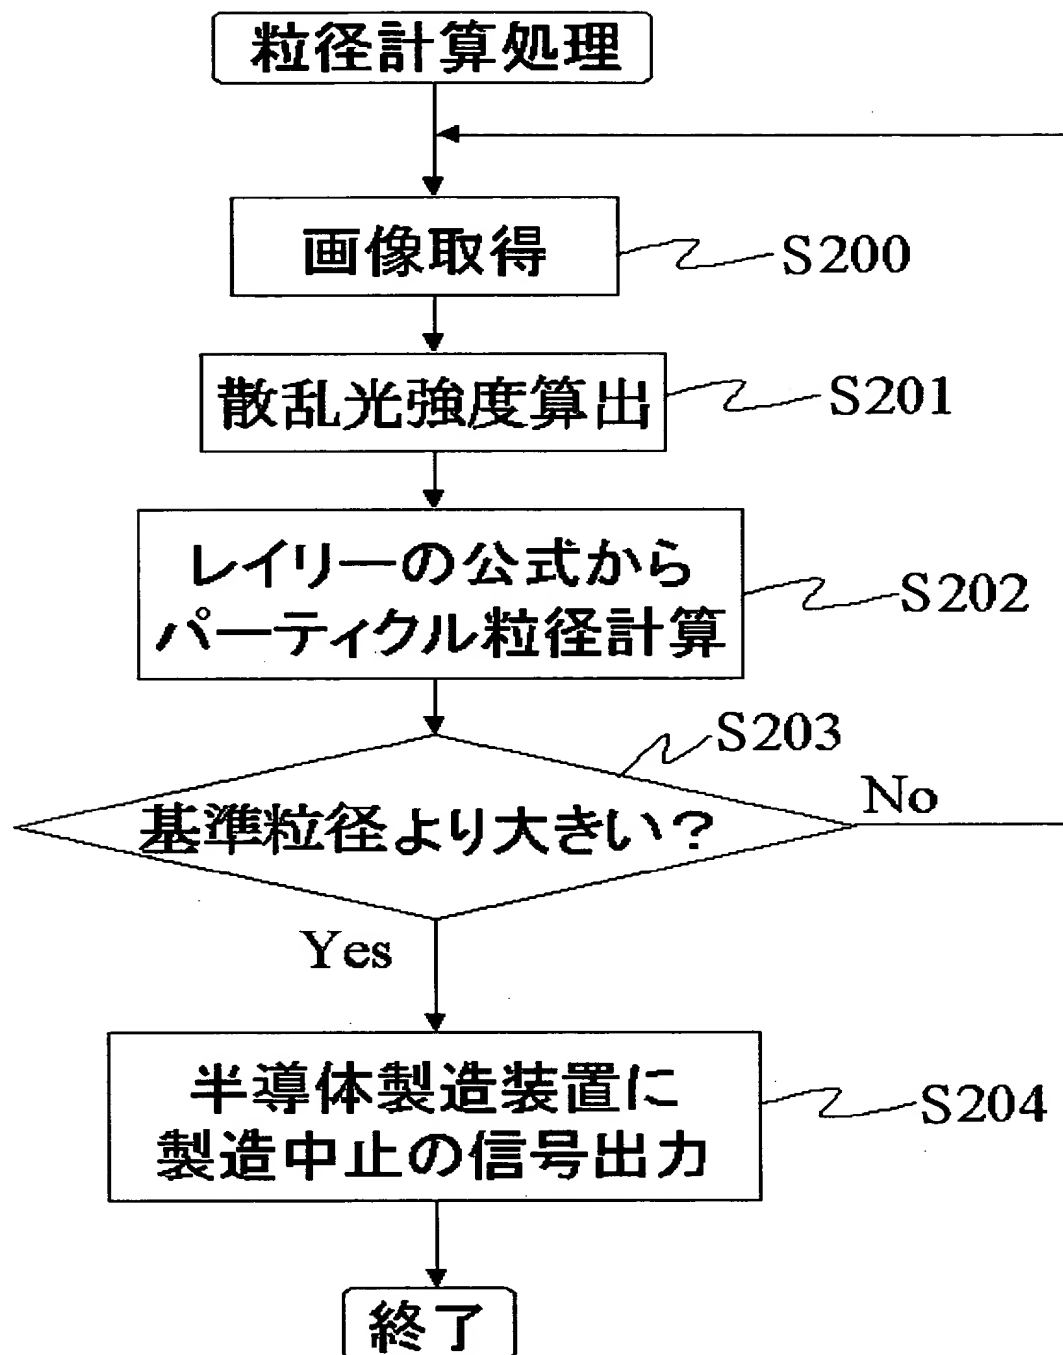 粒径計算処理
画像取得
S200
散乱光強度算出
S201
レイリーの公式から
パーティクル粒径計算
S202
S203
基準粒径より大きい？
No
Yes
半導体製造装置に
製造中止の信号出力
S204
終了